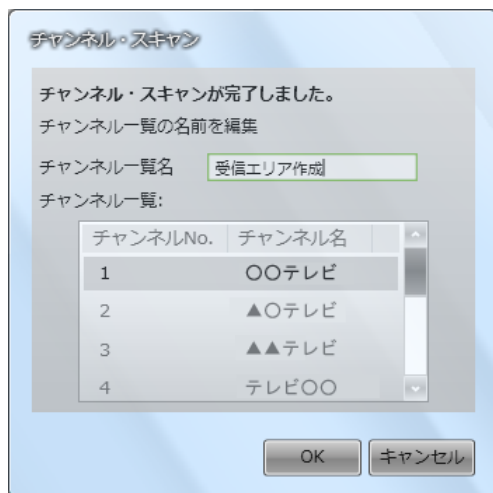 チャンネル・スキャン
チャンネル・スキャンが完了しました。
チャンネル一覧の名前を編集
チャンネル一覧名 受信エリア作成
チャンネル一覧:
チャンネルNo. チャンネル名
1 〇〇テレビ
2 ▲〇テレビ
3 ▲▲テレビ
4 テレビ〇〇
OK キャンセル